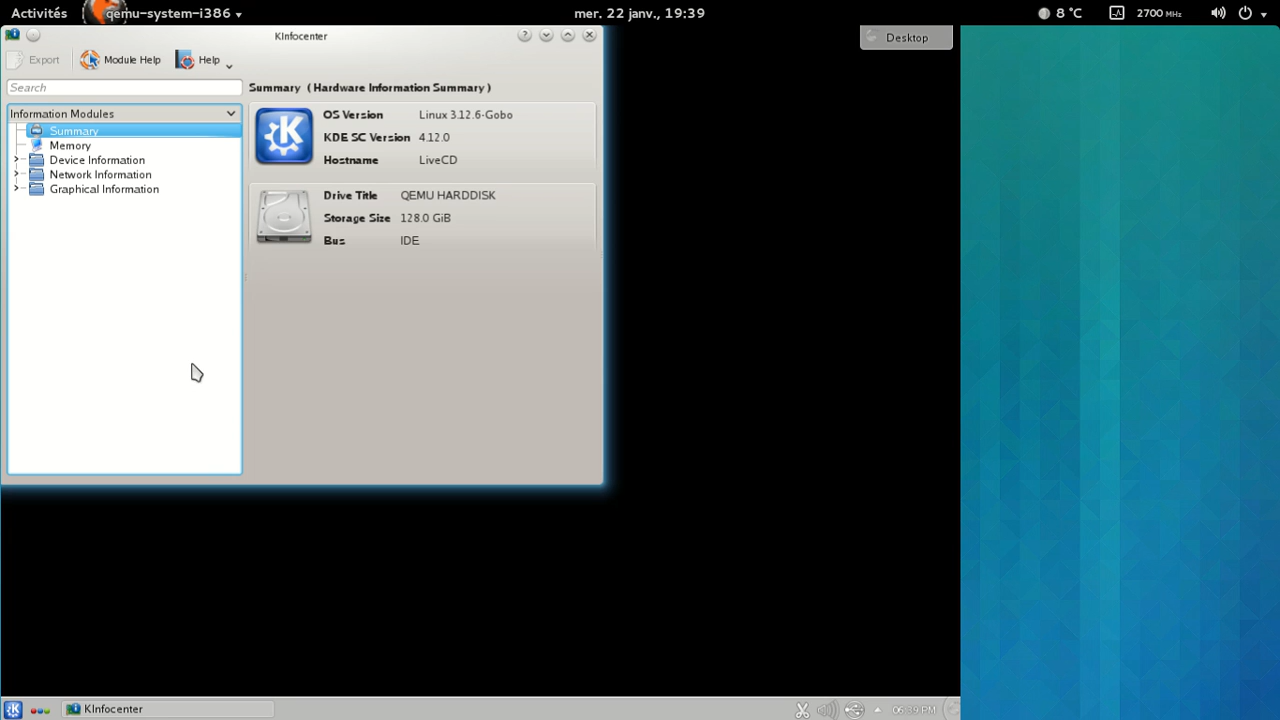 Activités qemu-system-i386 mer. 22 janv., 19:39 8 °C 2700 MHz
KInfocenter Desktop
Export Module Help Help
Search
Summary ( Hardware Information Summary )
Information Modules
Summary
Memory
Device Information
Network Information
Graphical Information
OS Version Linux 3.12.6-Gobo
KDE SC Version 4.12.0
Hostname LiveCD
Drive Title QEMU HARDDISK
Storage Size 128.0 GiB
Bus IDE
KInfocenter 06:39 PM